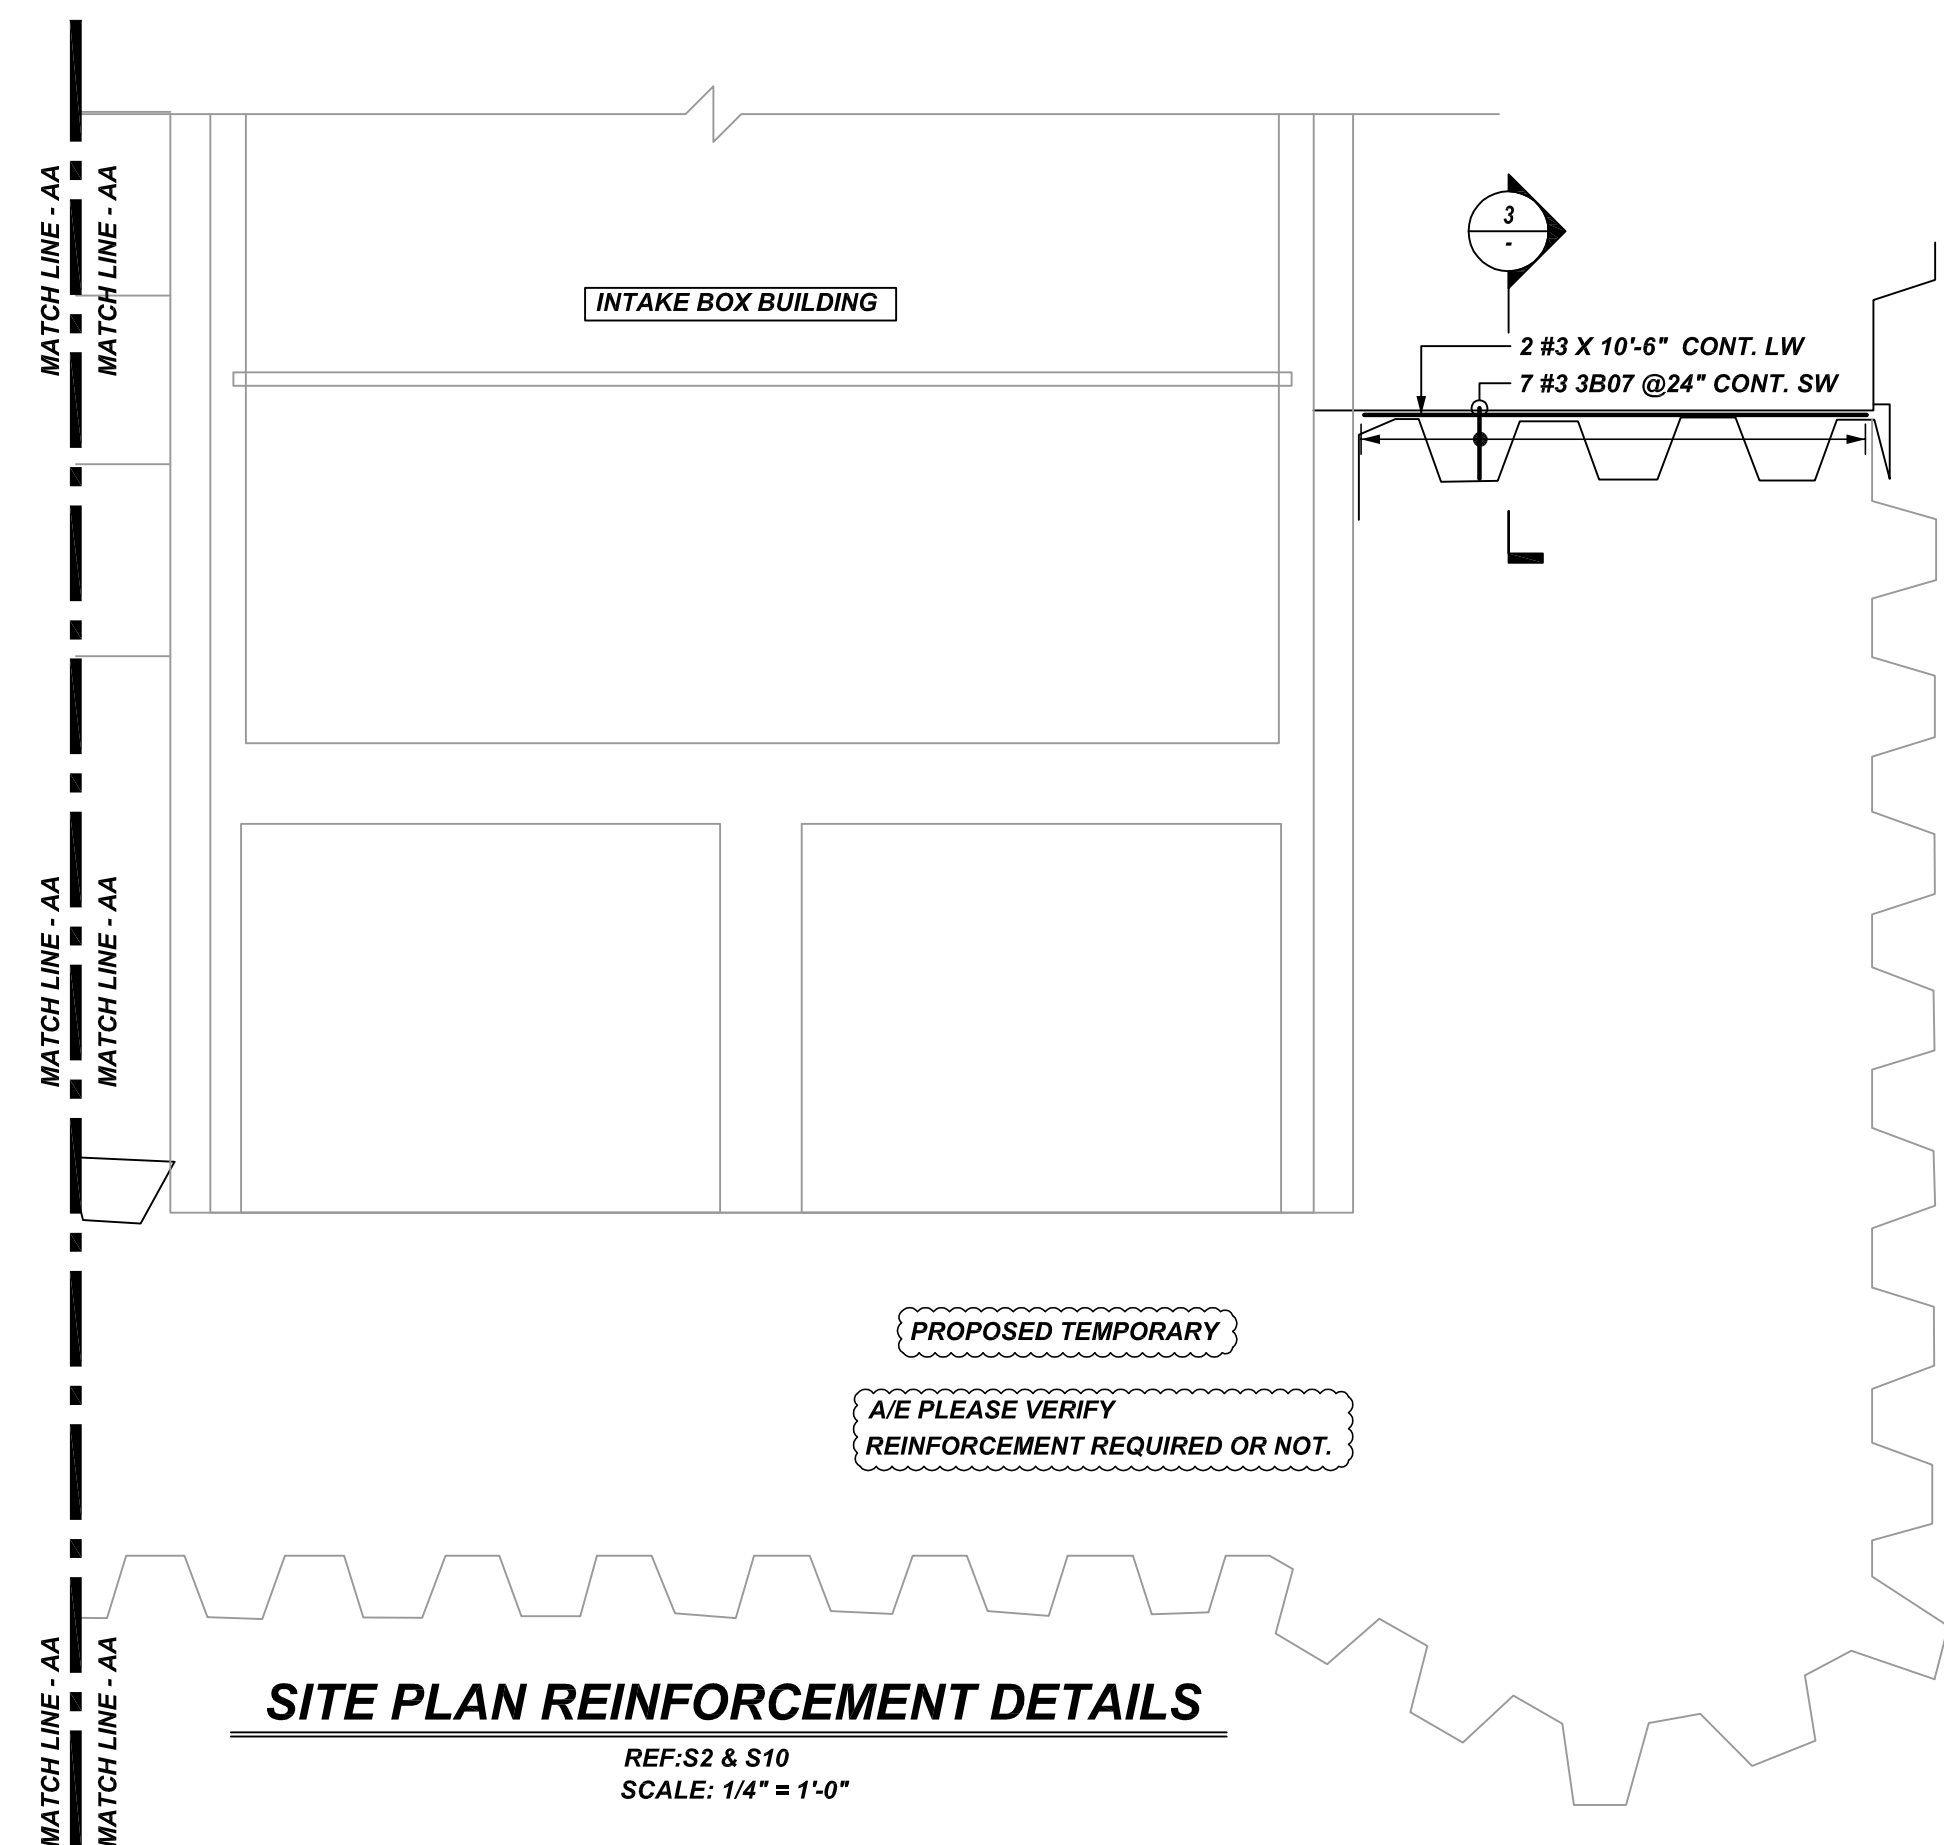 MATCH LINE - AA
MATCH LINE - AA
3
-
INTAKE BOX BUILDING
2 #3 X 10'-6" CONT. LW
7 #3 3B07 @24" CONT. SW
MATCH LINE - AA
MATCH LINE - AA
PROPOSED TEMPORARY
A/E PLEASE VERIFY
REINFORCEMENT REQUIRED OR NOT.
MATCH LINE - AA
MATCH LINE - AA
SITE PLAN REINFORCEMENT DETAILS
REF:S2 & S10
SCALE: 1/4" = 1'-0"